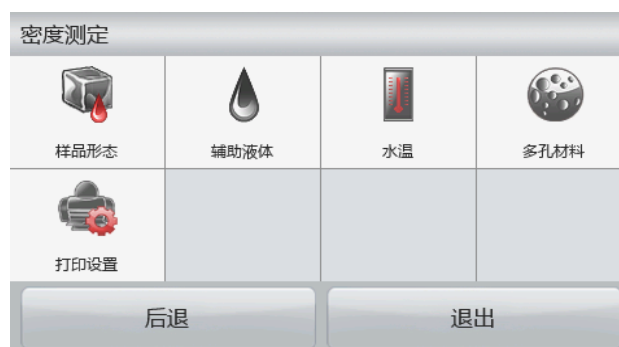 密度测定
样品形态
辅助液体
水温
多孔材料
打印设置
后退
退出